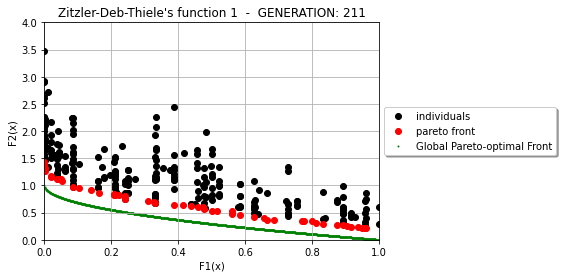 Zitzler-Deb-Thiele's function 1 - GENERATION: 211
4.0
3.5
3.0
2.5
2.0
1.5
1.0
0.5
0.0
F2(x)
0.0 0.2 0.4 0.6 0.8 1.0
F1(x)
individuals
pareto front
Global Pareto-optimal Front